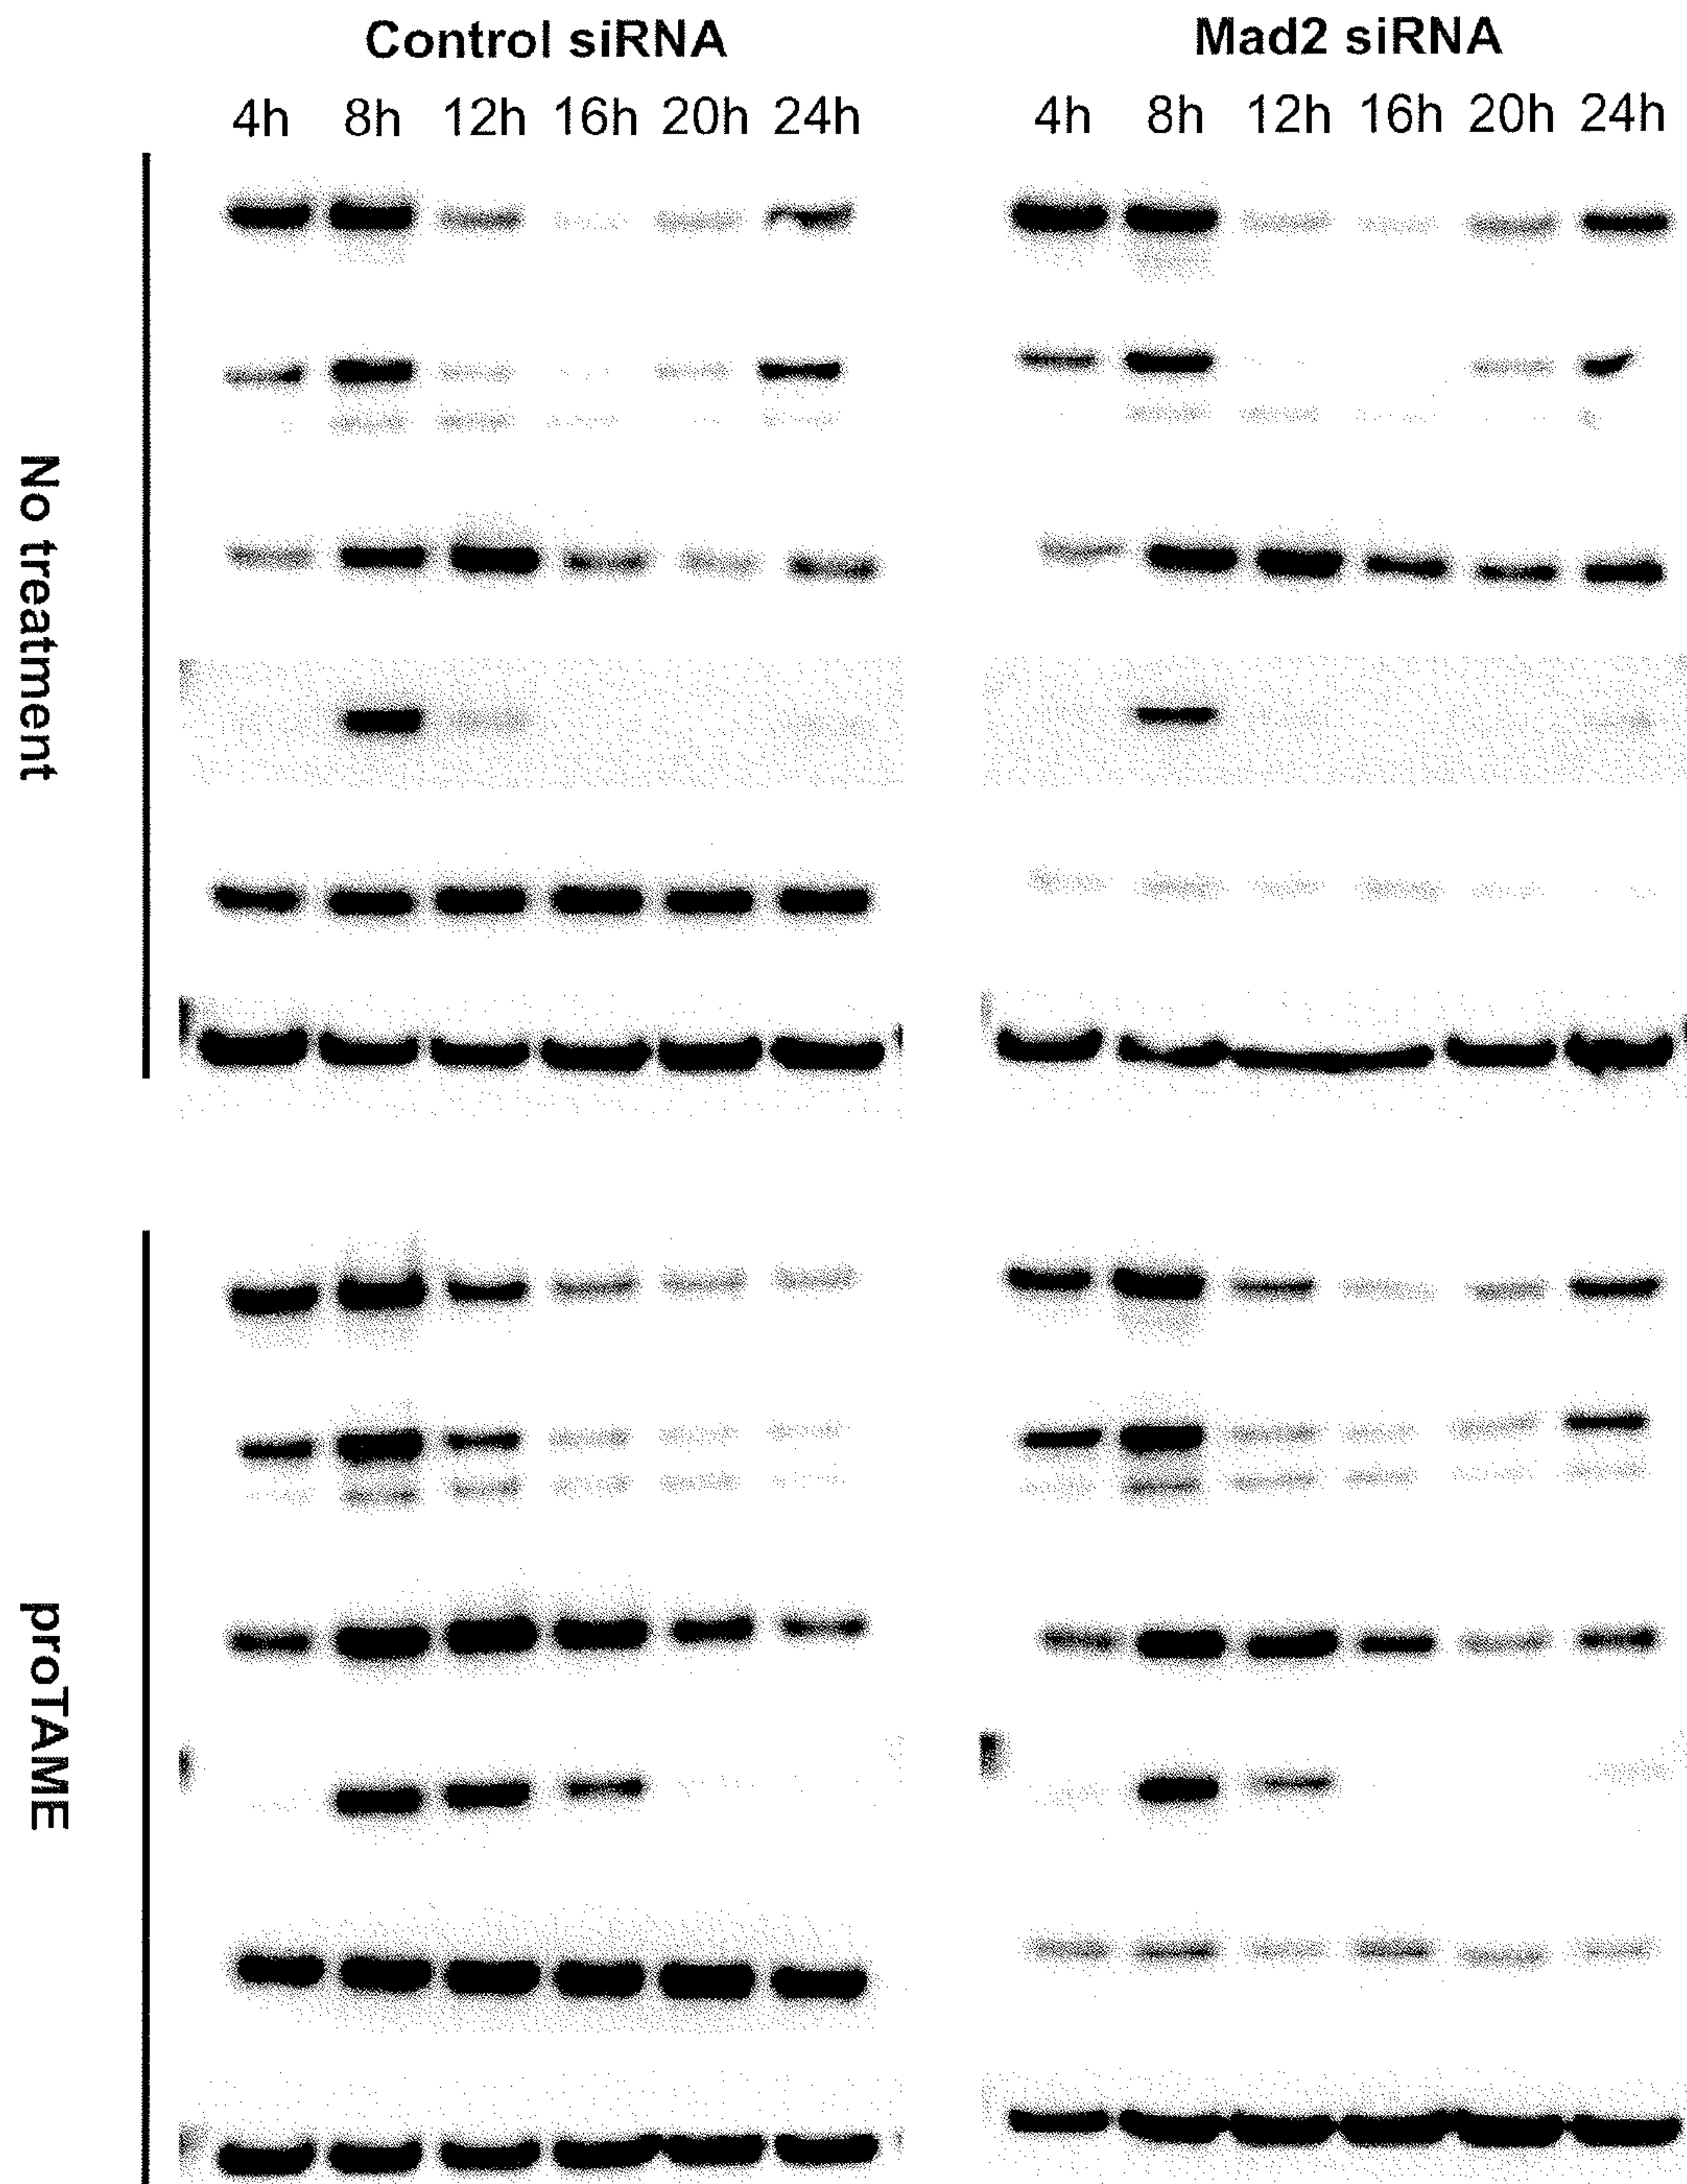 Control siRNA
Mad2 siRNA
4h 8h 12h 16h 20h 24h
4h 8h 12h 16h 20h 24h
No treatment
proTAME